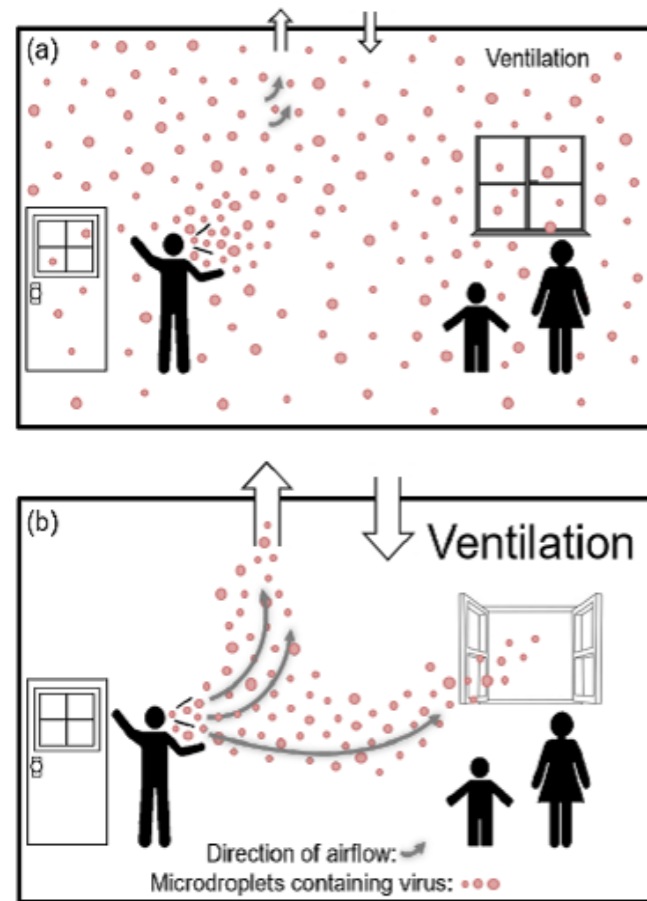 (a)
Ventilation
(b)
Ventilation
Direction of airflow:
Microdroplets containing virus: